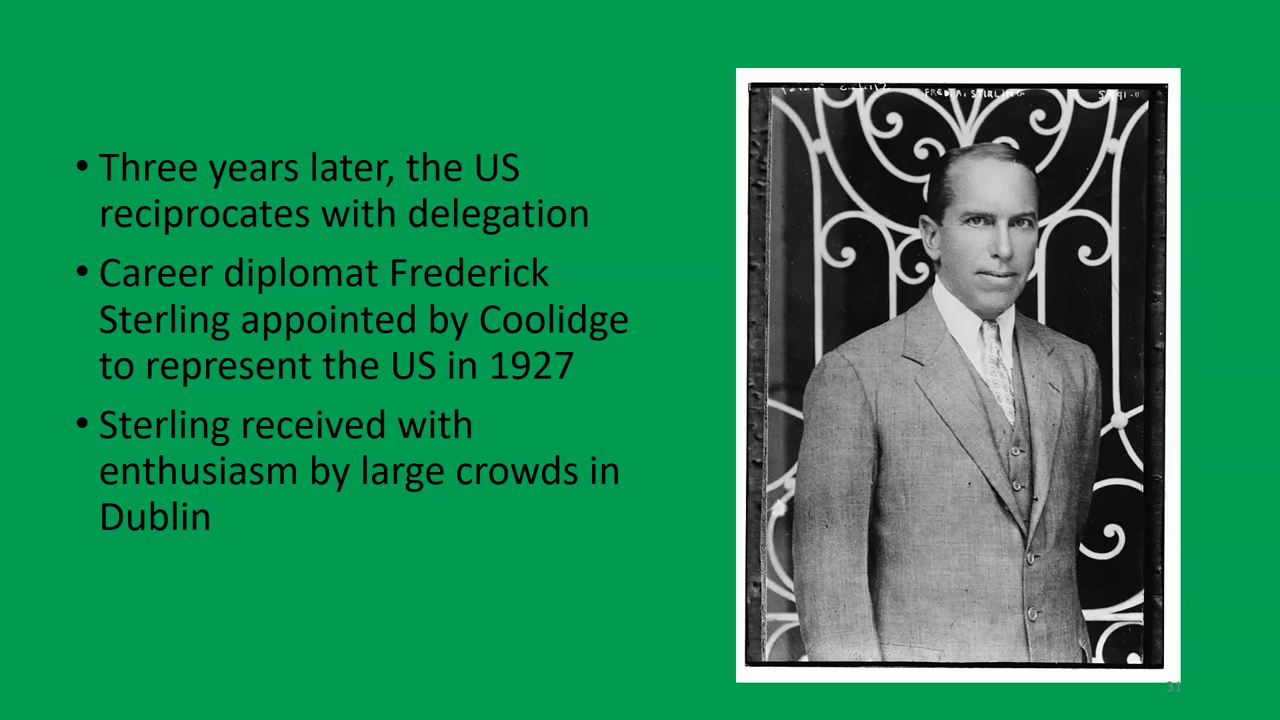 • Three years later, the US
reciprocates with delegation
• Career diplomat Frederick
Sterling appointed by Coolidge
to represent the US in 1927
• Sterling received with
enthusiasm by large crowds in
Dublin
31